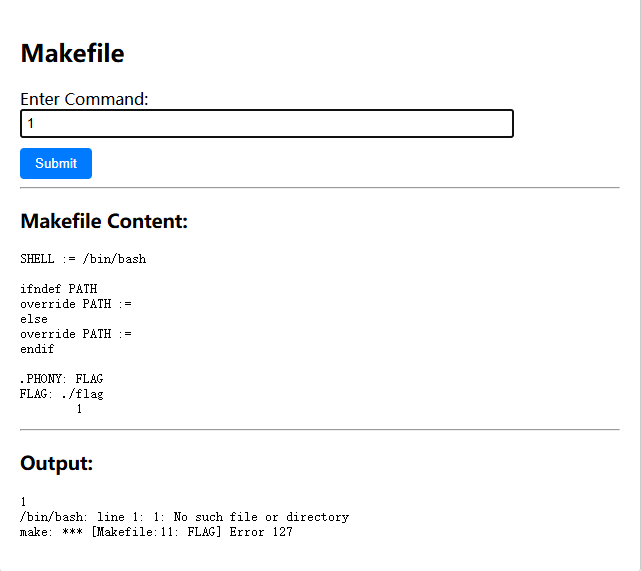 Makefile
Enter Command:
1
Submit
Makefile Content:
SHELL := /bin/bash
ifndef PATH
override PATH :=
else
override PATH :=
endif
.PHONY: FLAG
FLAG: ./flag
1
Output:
1
/bin/bash: line 1: 1: No such file or directory
make: *** [Makefile:11: FLAG] Error 127